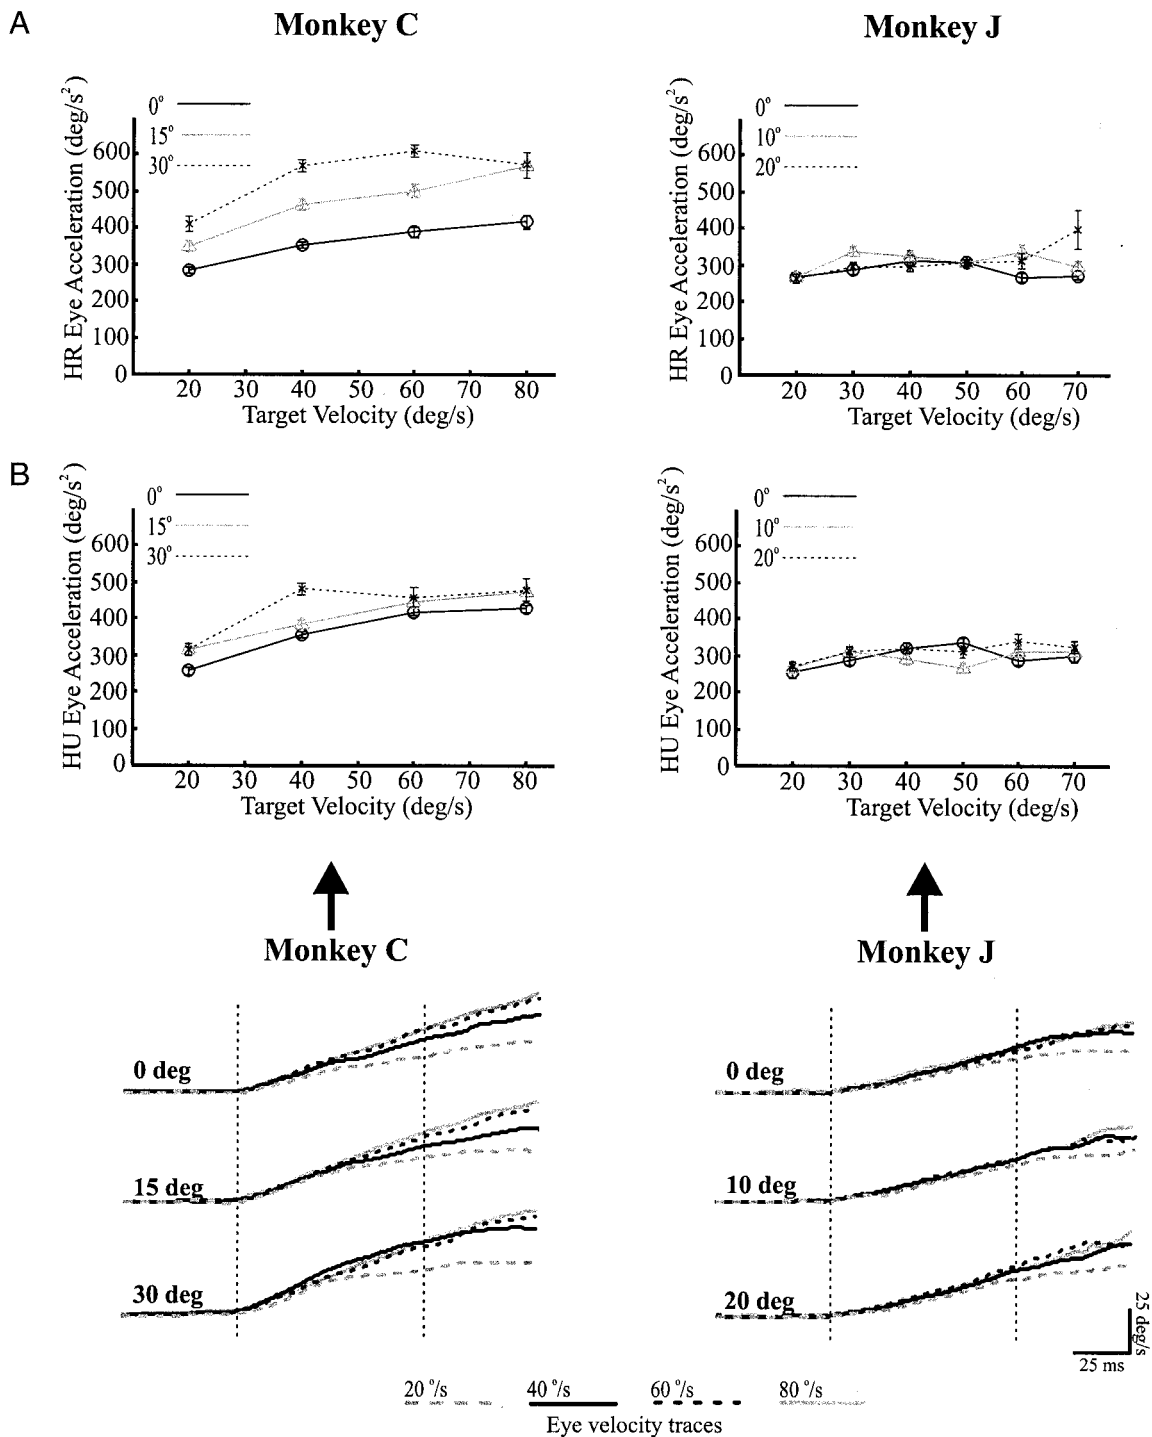 A
Monkey C
Monkey J
HR Eye Acceleration (deg/s²)
0°
15°
30°
600
500
400
300
200
100
0
20 30 40 50 60 70 80
Target Velocity (deg/s)
HR Eye Acceleration (deg/s²)
0°
10°
20°
600
500
400
300
200
100
0
20 30 40 50 60 70
Target Velocity (deg/s)
B
HU Eye Acceleration (deg/s²)
0°
15°
30°
600
500
400
300
200
100
0
20 30 40 50 60 70 80
Target Velocity (deg/s)
HU Eye Acceleration (deg/s²)
0°
10°
20°
600
500
400
300
200
100
0
20 30 40 50 60 70
Target Velocity (deg/s)
Monkey C
Monkey J
0 deg
15 deg
30 deg
0 deg
10 deg
20 deg
25 deg/s
25 ms
20 °/s 40 °/s 60 °/s 80 °/s
Eye velocity traces